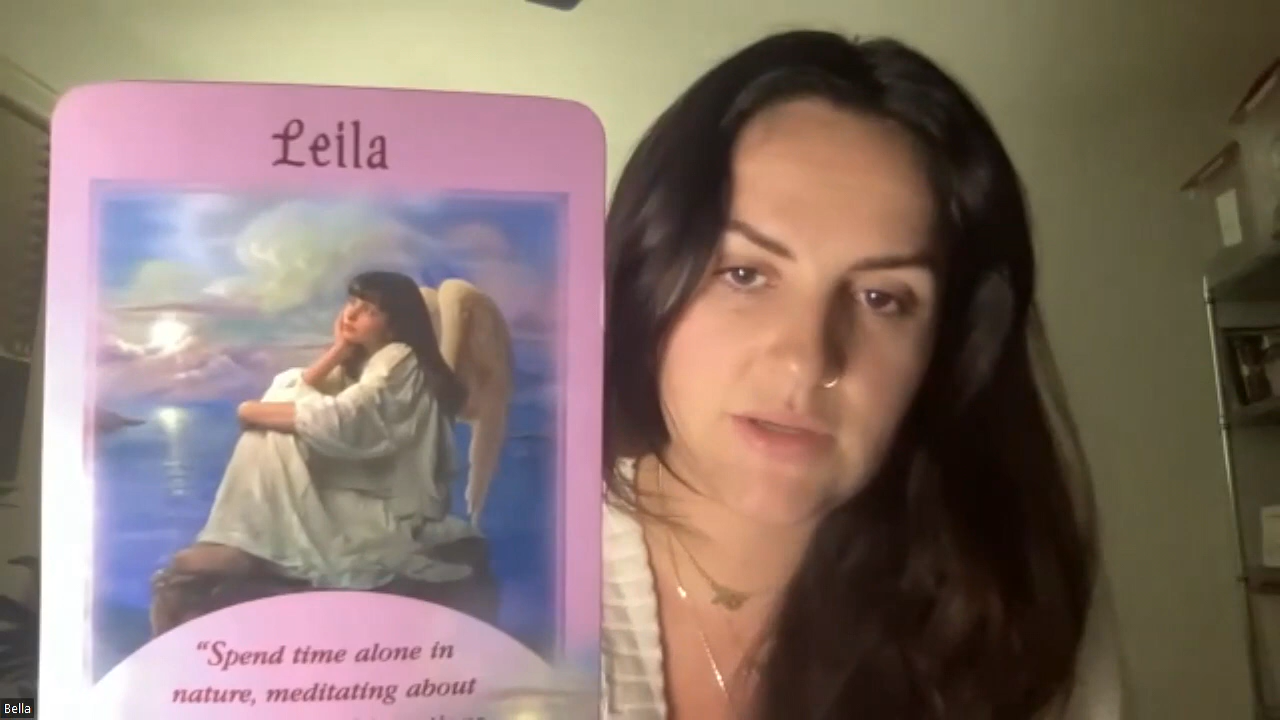 Leila
“Spend time alone in
nature, meditating about
Bella